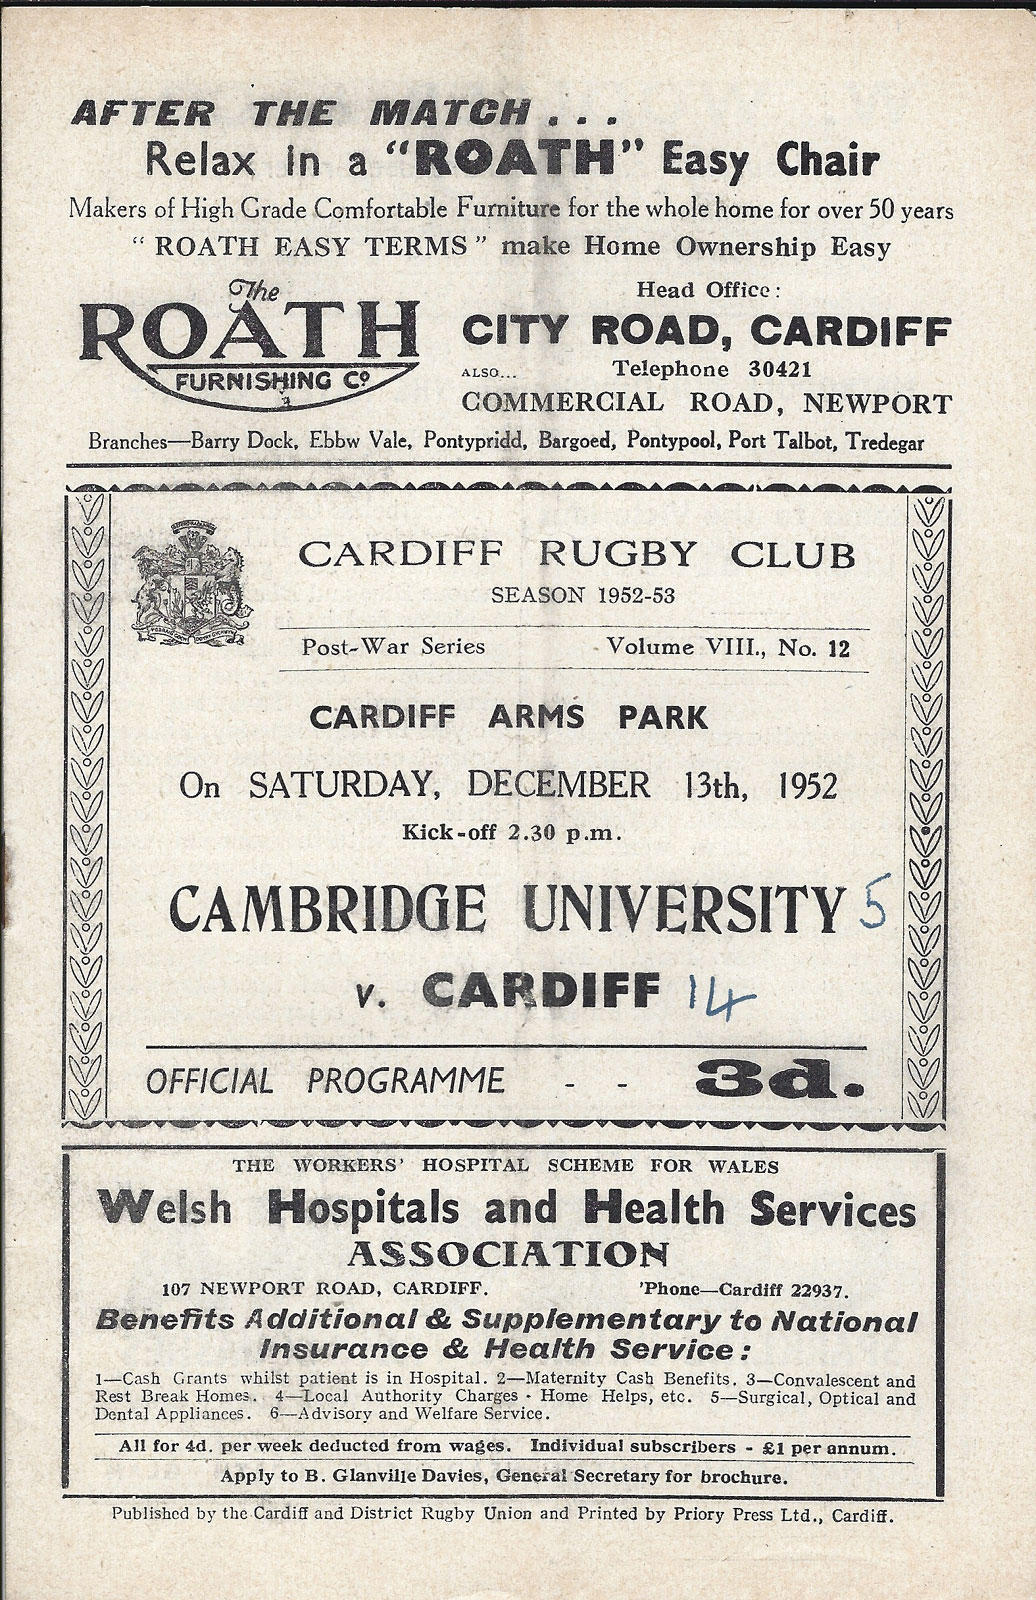 AFTER THE MATCH . . .
Relax in a "ROATH" Easy Chair
Makers of High Grade Comfortable Furniture for the whole home for over 50 years
" ROATH EASY TERMS " make Home Ownership Easy
The
ROATH
FURNISHING Cº
Head Office:
CITY ROAD, CARDIFF
ALSO... Telephone 30421
COMMERCIAL ROAD, NEWPORT
Branches—Barry Dock, Ebbw Vale, Pontypridd, Bargoed, Pontypool, Port Talbot, Tredegar
CARDIFF RUGBY CLUB
SEASON 1952-53
Post-War Series Volume VIII., No. 12
CARDIFF ARMS PARK
On SATURDAY, DECEMBER 13th, 1952
Kick-off 2.30 p.m.
CAMBRIDGE UNIVERSITY 5
v. CARDIFF 14
OFFICIAL PROGRAMME - - 3d.
THE WORKERS' HOSPITAL SCHEME FOR WALES
Welsh Hospitals and Health Services
ASSOCIATION
107 NEWPORT ROAD, CARDIFF. 'Phone—Cardiff 22937.
Benefits Additional & Supplementary to National
Insurance & Health Service :
1—Cash Grants whilst patient is in Hospital. 2—Maternity Cash Benefits. 3—Convalescent and
Rest Break Homes. 4—Local Authority Charges - Home Helps, etc. 5—Surgical, Optical and
Dental Appliances. 6—Advisory and Welfare Service.
All for 4d. per week deducted from wages. Individual subscribers - £1 per annum.
Apply to B. Glanville Davies, General Secretary for brochure.
Published by the Cardiff and District Rugby Union and Printed by Priory Press Ltd., Cardiff.